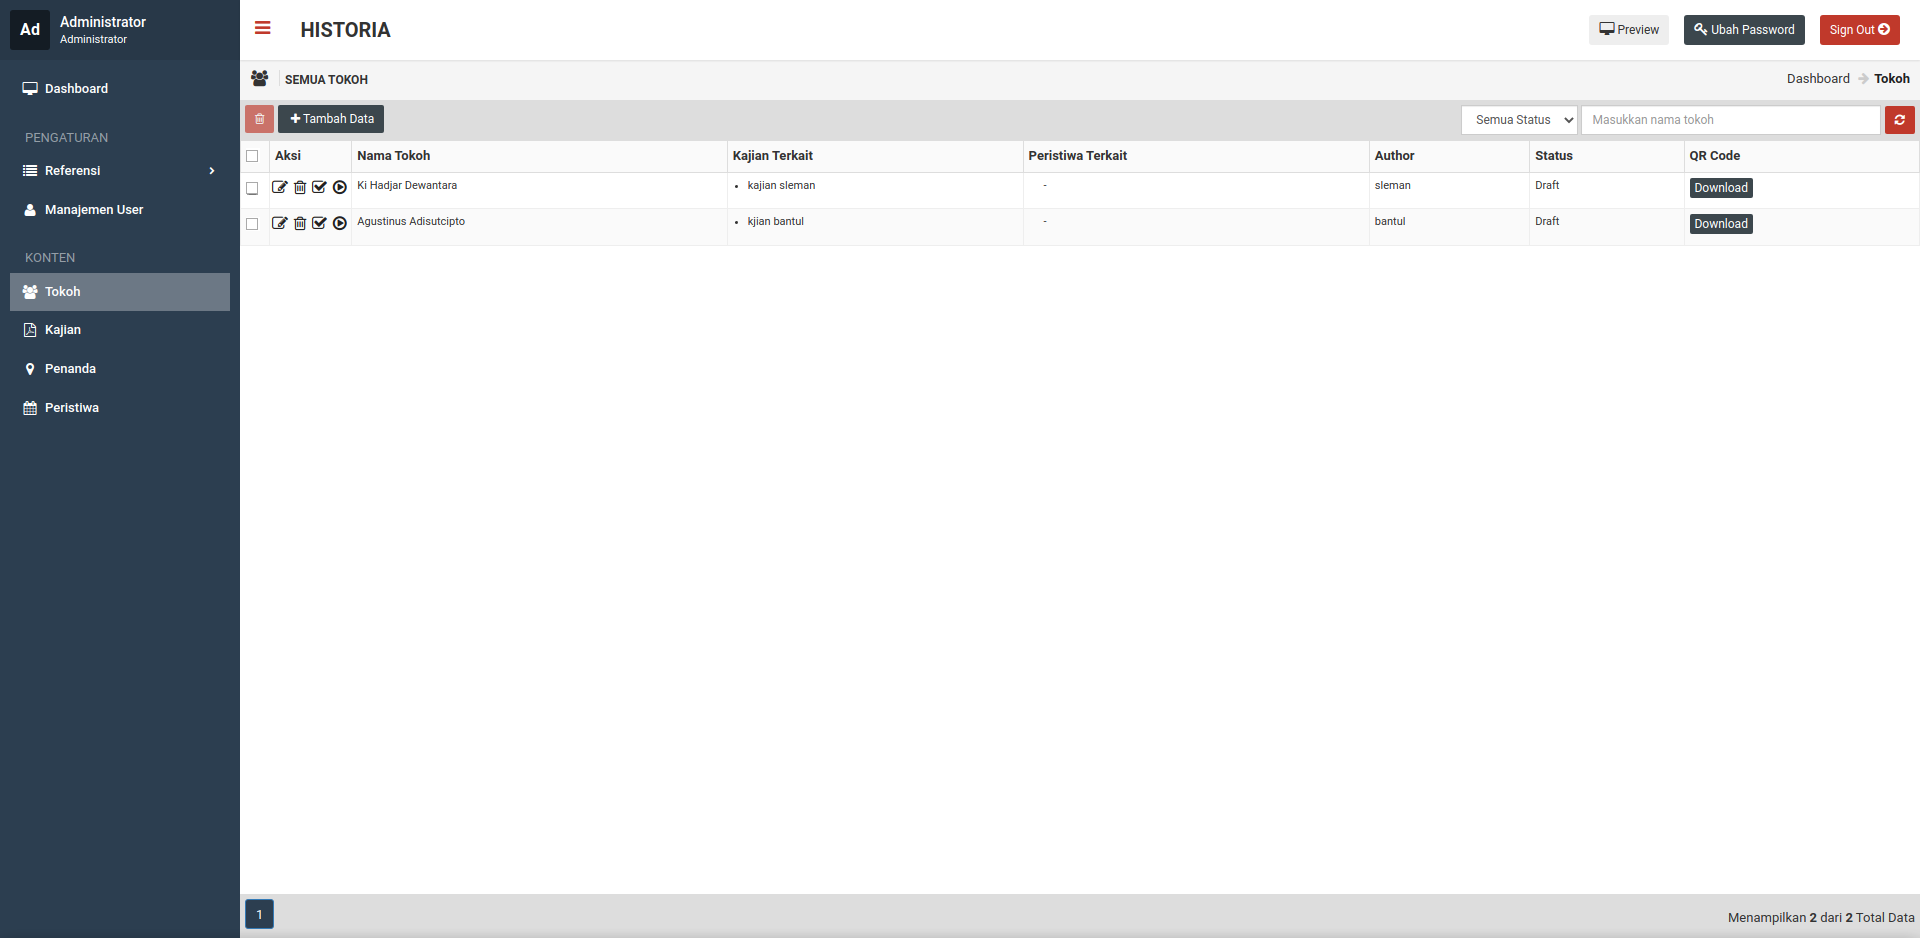 Ad
Administrator
Administrator
HISTORIA
Preview
Ubah Password
Sign Out
Dashboard
PENGATURAN
Referensi
Manajemen User
KONTEN
Tokoh
Kajian
Penanda
Peristiwa
SEMUA TOKOH
Dashboard Tokoh
Tambah Data
Semua Status
Masukkan nama tokoh
Aksi Nama Tokoh Kajian Terkait Peristiwa Terkait Author Status QR Code
Ki Hadjar Dewantara • kajian sleman - sleman Draft Download
Agustinus Adisutcipto • kjian bantul - bantul Draft Download
1
Menampilkan 2 dari 2 Total Data